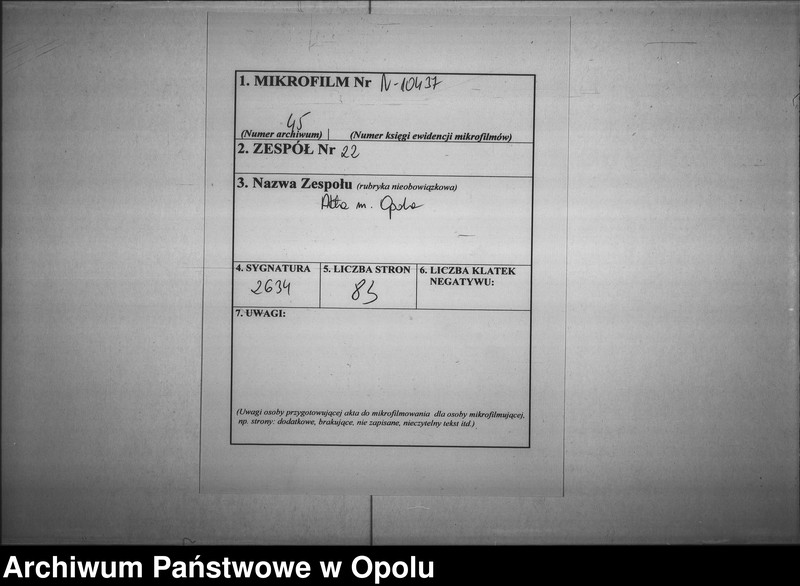 1. MIKROFILM Nr N-10437
45
(Numer archiwum) (Numer księgi ewidencji mikrofilmów)
2. ZESPÓŁ Nr 22
3. Nazwa Zespołu (rubryka nieobowiązkowa)
Akta m. Opola
4. SYGNATURA 5. LICZBA STRON 6. LICZBA KLATEK
NEGATYWU:
2634
7. UWAGI:
(Uwagi osoby przygotowującej akta do mikrofilmowania dla osoby mikrofilmującej,
np. strony: dodatkowe, brakujące, nie zapisane, nieczytelny tekst itd.)
Archiwum Państwowe w Opolu